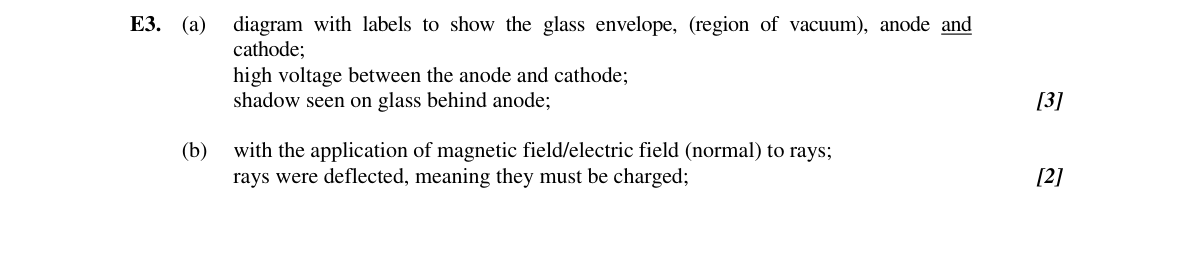 E3. (a) diagram with labels to show the glass envelope, (region of vacuum), anode and
cathode;
high voltage between the anode and cathode;
shadow seen on glass behind anode; [3]
(b) with the application of magnetic field/electric field (normal) to rays;
rays were deflected, meaning they must be charged; [2]